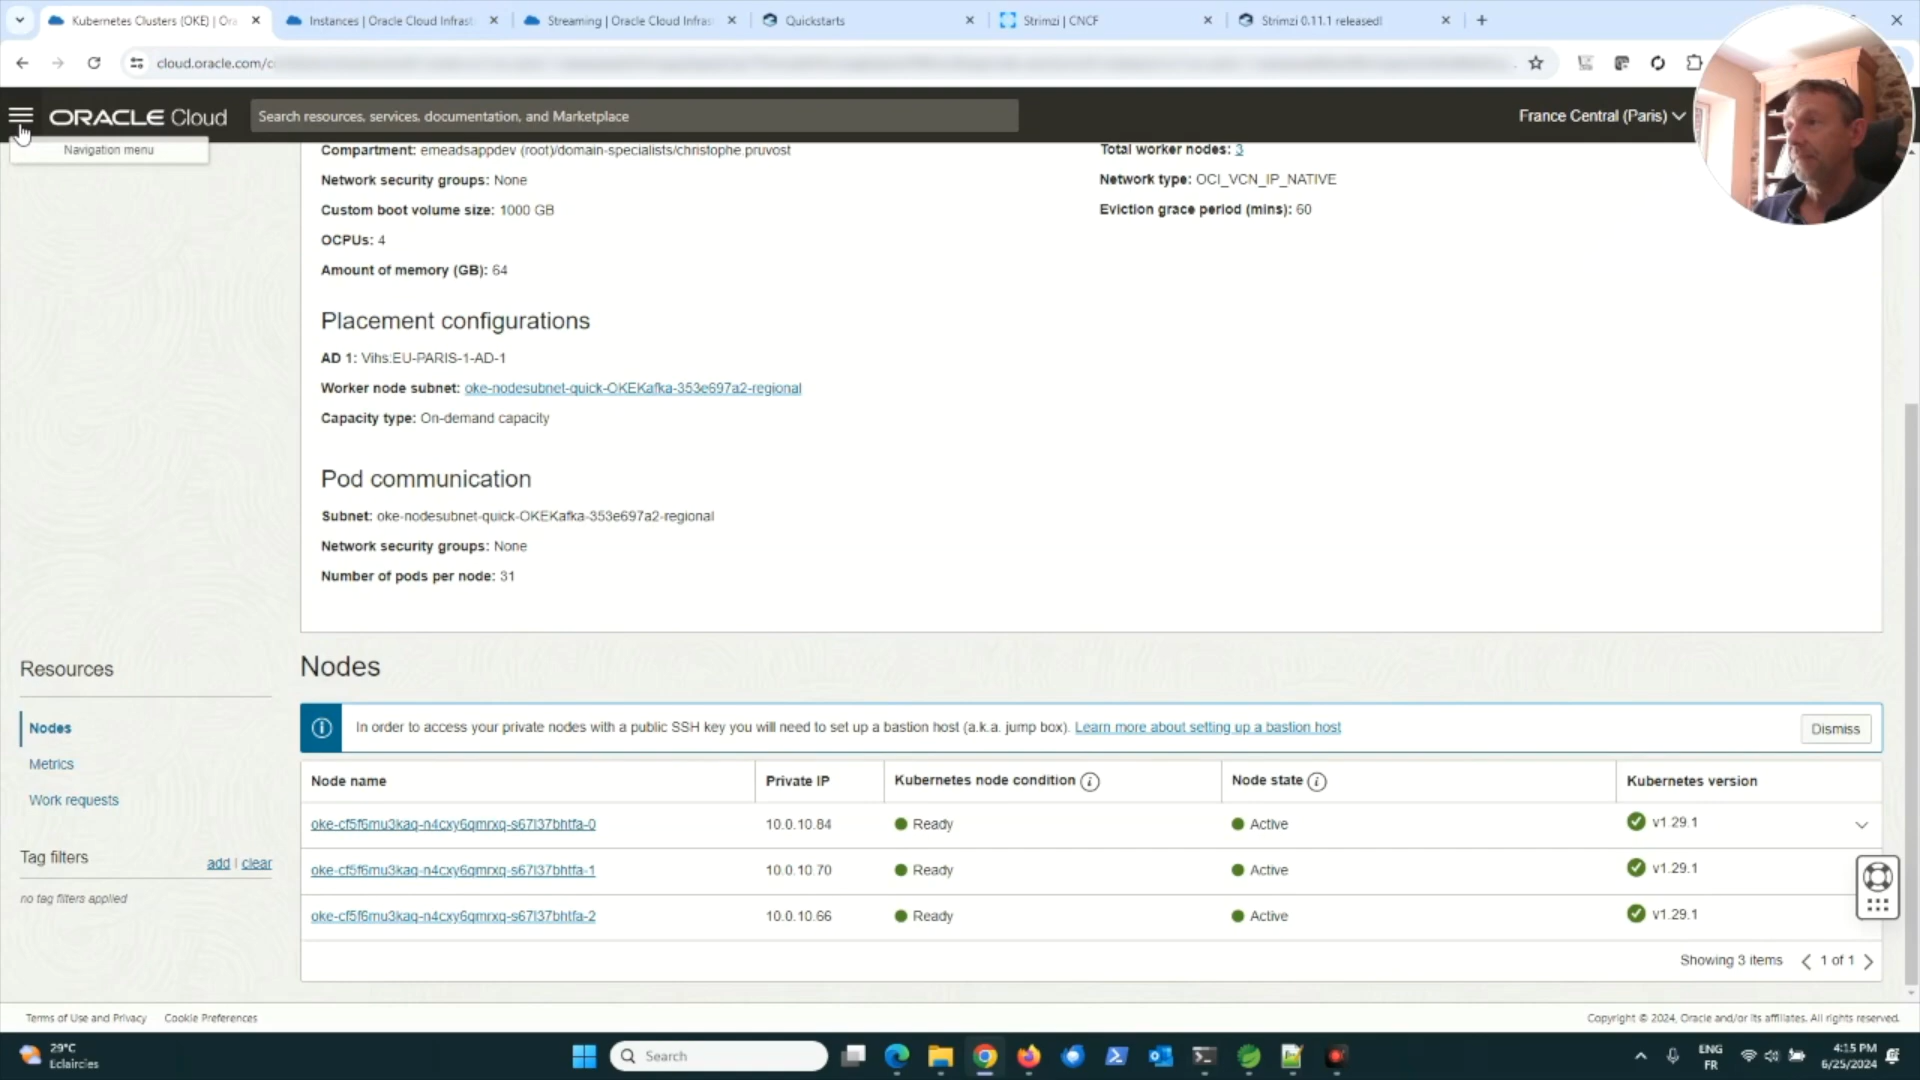 Kubernetes Clusters (OKE) | Ora
Instances | Oracle Cloud Infrast
Streaming | Oracle Cloud Infras
Quickstarts
Strimzi | CNCF
Strimzi 0.11.1 released!
cloud.oracle.com/c
ORACLE Cloud
Search resources, services, documentation, and Marketplace
France Central (Paris)
Navigation menu
Compartment: emeadsappdev (root)/domain-specialists/christophe.pruvost
Network security groups: None
Custom boot volume size: 1000 GB
OCPUs: 4
Amount of memory (GB): 64
Total worker nodes: 3
Network type: OCI_VCN_IP_NATIVE
Eviction grace period (mins): 60
Placement configurations
AD 1: Vihs:EU-PARIS-1-AD-1
Worker node subnet: oke-nodesubnet-quick-OKEKafka-353e697a2-regional
Capacity type: On-demand capacity
Pod communication
Subnet: oke-nodesubnet-quick-OKEKafka-353e697a2-regional
Network security groups: None
Number of pods per node: 31
Resources
Nodes
Metrics
Work requests
Tag filters add | clear
no tag filters applied
Nodes
In order to access your private nodes with a public SSH key you will need to set up a bastion host (a.k.a. jump box). Learn more about setting up a bastion host
Dismiss
Node name Private IP Kubernetes node condition Node state Kubernetes version
oke-cf5f6mu3kaq-n4cxy6qmrxq-s67l37bhtfa-0 10.0.10.84 Ready Active v1.29.1
oke-cf5f6mu3kaq-n4cxy6qmrxq-s67l37bhtfa-1 10.0.10.70 Ready Active v1.29.1
oke-cf5f6mu3kaq-n4cxy6qmrxq-s67l37bhtfa-2 10.0.10.66 Ready Active v1.29.1
Showing 3 items 1 of 1
Terms of Use and Privacy Cookie Preferences
Copyright © 2024, Oracle and/or its affiliates. All rights reserved.
29°C
Eclaircies
Search
ENG
FR
4:15 PM
6/25/2024